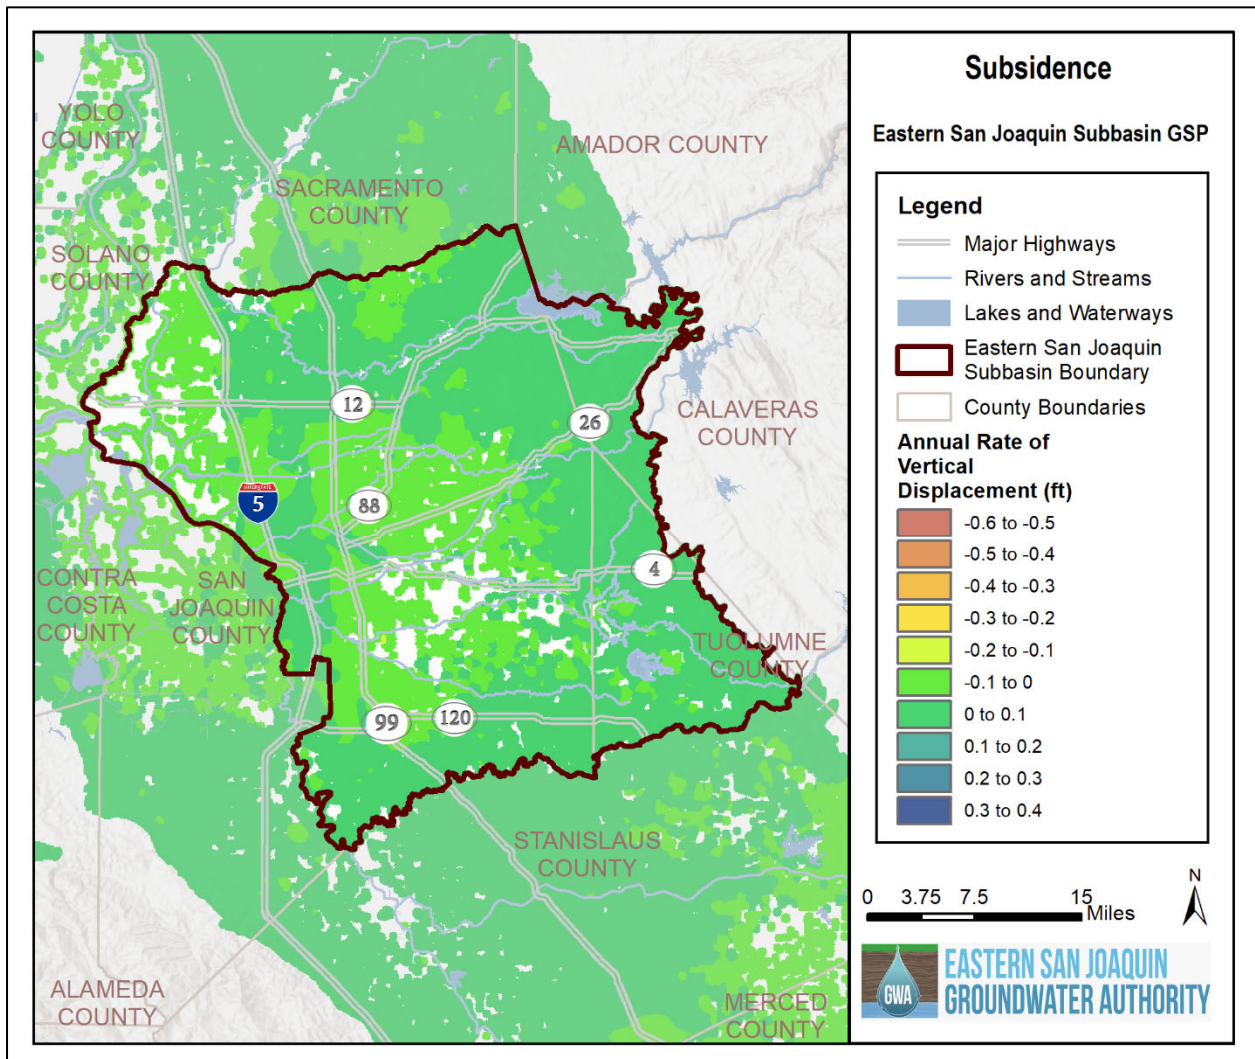 YOLO
COUNTY
AMADOR COUNTY
SACRAMENTO
COUNTY
SOLANO
COUNTY
12
26
CALAVERAS
COUNTY
5
88
CONTRA
COSTA
COUNTY
SAN
JOAQUIN
COUNTY
4
TUOLUMNE
COUNTY
99
120
STANISLAUS
COUNTY
ALAMEDA
COUNTY
MERCED
COUNTY
Subsidence
Eastern San Joaquin Subbasin GSP
Legend
Major Highways
Rivers and Streams
Lakes and Waterways
Eastern San Joaquin
Subbasin Boundary
County Boundaries
Annual Rate of
Vertical
Displacement (ft)
-0.6 to -0.5
-0.5 to -0.4
-0.4 to -0.3
-0.3 to -0.2
-0.2 to -0.1
-0.1 to 0
0 to 0.1
0.1 to 0.2
0.2 to 0.3
0.3 to 0.4
N
0 3.75 7.5 15
Miles
GWA
EASTERN SAN JOAQUIN
GROUNDWATER AUTHORITY